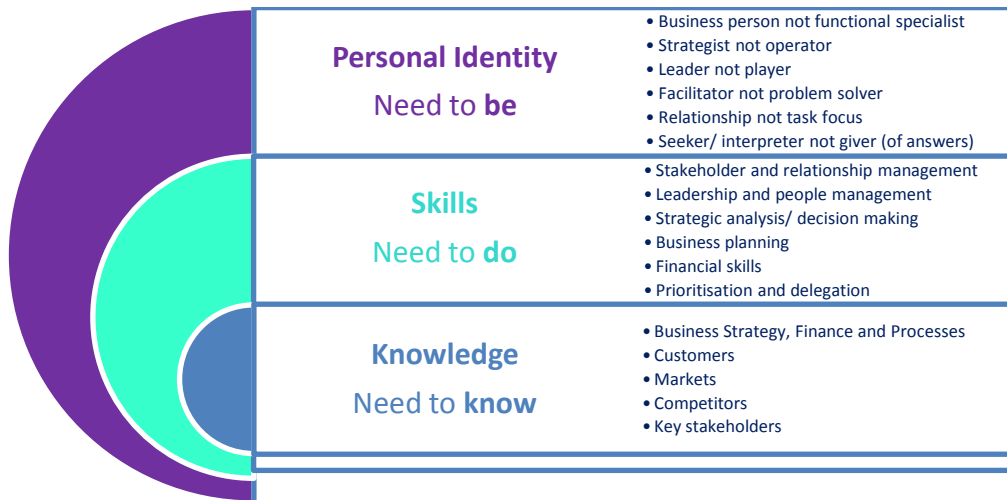 Personal Identity
Need to be
• Business person not functional specialist
• Strategist not operator
• Leader not player
• Facilitator not problem solver
• Relationship not task focus
• Seeker/ interpreter not giver (of answers)
Skills
Need to do
• Stakeholder and relationship management
• Leadership and people management
• Strategic analysis/ decision making
• Business planning
• Financial skills
• Prioritisation and delegation
Knowledge
Need to know
• Business Strategy, Finance and Processes
• Customers
• Markets
• Competitors
• Key stakeholders